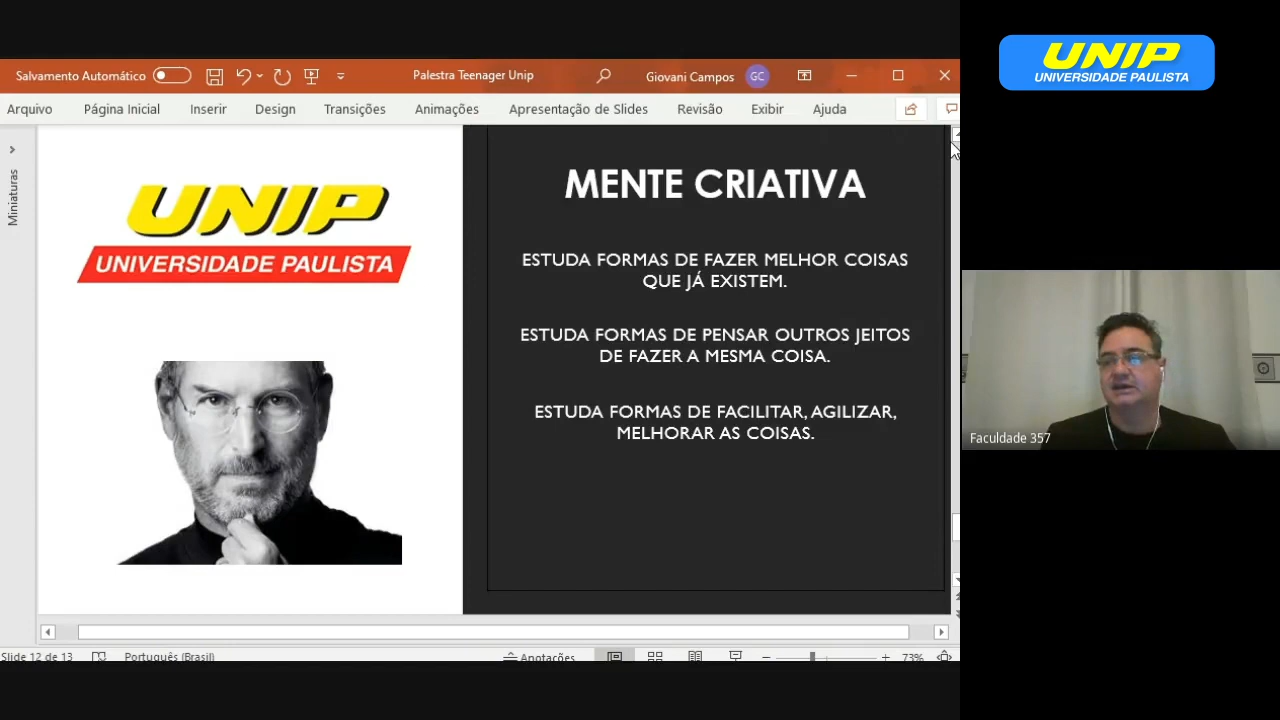 Salvamento Automático
Palestra Teenager Unip
Giovani Campos
GC
Arquivo
Página Inicial
Inserir
Design
Transições
Animações
Apresentação de Slides
Revisão
Exibir
Ajuda
Miniaturas
UNIP
UNIVERSIDADE PAULISTA
MENTE CRIATIVA
ESTUDA FORMAS DE FAZER MELHOR COISAS
QUE JÁ EXISTEM.
ESTUDA FORMAS DE PENSAR OUTROS JEITOS
DE FAZER A MESMA COISA.
ESTUDA FORMAS DE FACILITAR, AGILIZAR,
MELHORAR AS COISAS.
Slide 12 de 13
Português (Brasil)
Anotações
73%
UNIP
UNIVERSIDADE PAULISTA
Faculdade 357